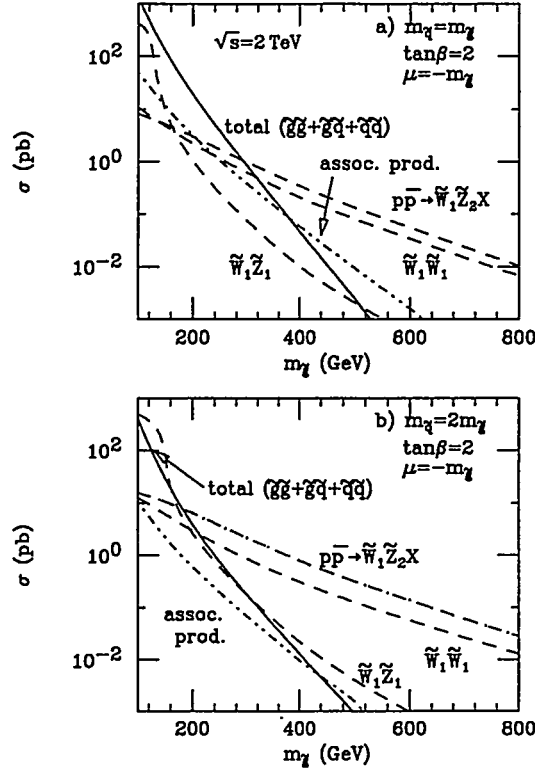 a) m_q̃=m_g̃
√s=2 TeV
tanβ=2
μ=−m_g̃
10²
total (g̃g̃+g̃q̃+q̃q̃)
assoc. prod.
10⁰
σ (pb)
pp̄→W̃₁Z̃₂X
W̃₁Z̃₁
W̃₁W̃₁
10⁻²
200 400 600 800
m_g̃ (GeV)
b) m_q̃=2m_g̃
tanβ=2
μ=−m_g̃
10²
total (g̃g̃+g̃q̃+q̃q̃)
pp̄→W̃₁Z̃₂X
10⁰
σ (pb)
assoc.
prod.
W̃₁Z̃₁
W̃₁W̃₁
10⁻²
200 400 600 800
m_g̃ (GeV)